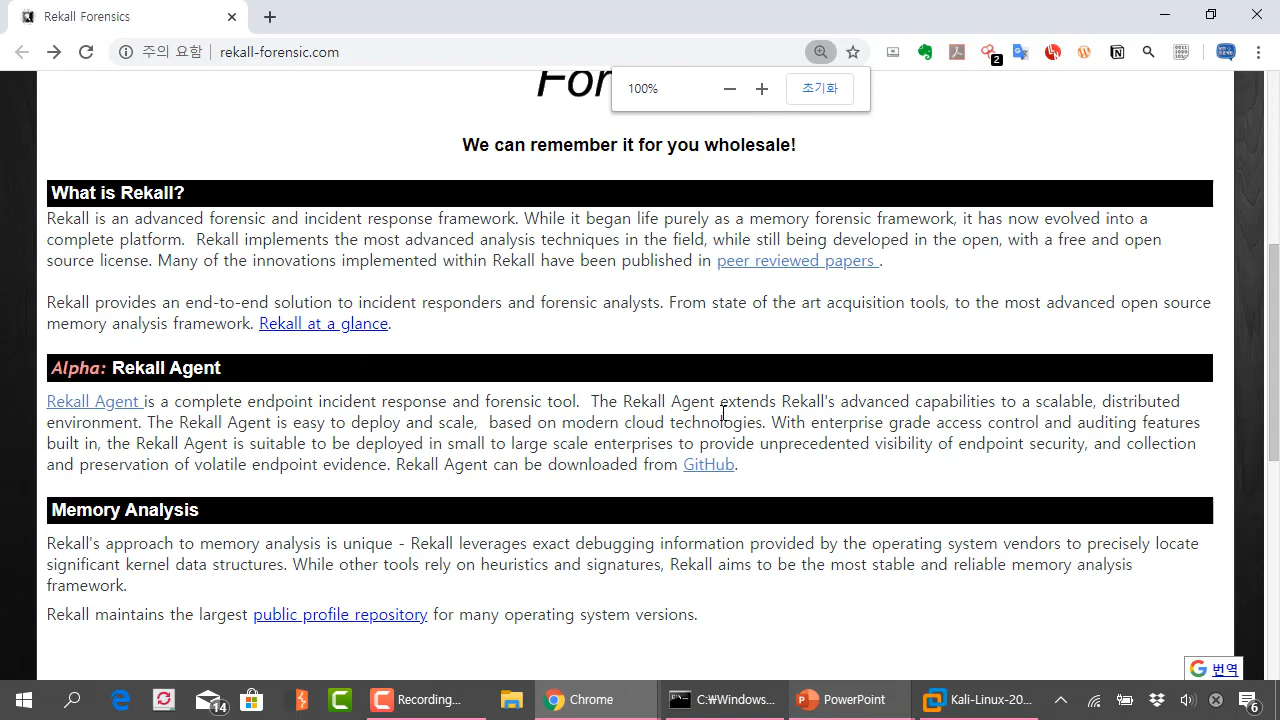 Rekall Forensics
주의 요함
rekall-forensic.com
2
For
100%
초기화
We can remember it for you wholesale!
What is Rekall?
Rekall is an advanced forensic and incident response framework. While it began life purely as a memory forensic framework, it has now evolved into a
complete platform. Rekall implements the most advanced analysis techniques in the field, while still being developed in the open, with a free and open
source license. Many of the innovations implemented within Rekall have been published in peer reviewed papers .
Rekall provides an end-to-end solution to incident responders and forensic analysts. From state of the art acquisition tools, to the most advanced open source
memory analysis framework. Rekall at a glance.
Alpha: Rekall Agent
Rekall Agent is a complete endpoint incident response and forensic tool. The Rekall Agent extends Rekall's advanced capabilities to a scalable, distributed
environment. The Rekall Agent is easy to deploy and scale, based on modern cloud technologies. With enterprise grade access control and auditing features
built in, the Rekall Agent is suitable to be deployed in small to large scale enterprises to provide unprecedented visibility of endpoint security, and collection
and preservation of volatile endpoint evidence. Rekall Agent can be downloaded from GitHub.
Memory Analysis
Rekall's approach to memory analysis is unique - Rekall leverages exact debugging information provided by the operating system vendors to precisely locate
significant kernel data structures. While other tools rely on heuristics and signatures, Rekall aims to be the most stable and reliable memory analysis
framework.
Rekall maintains the largest public profile repository for many operating system versions.
번역
14
Recording...
Chrome
C:₩Windows...
PowerPoint
Kali-Linux-20...
6